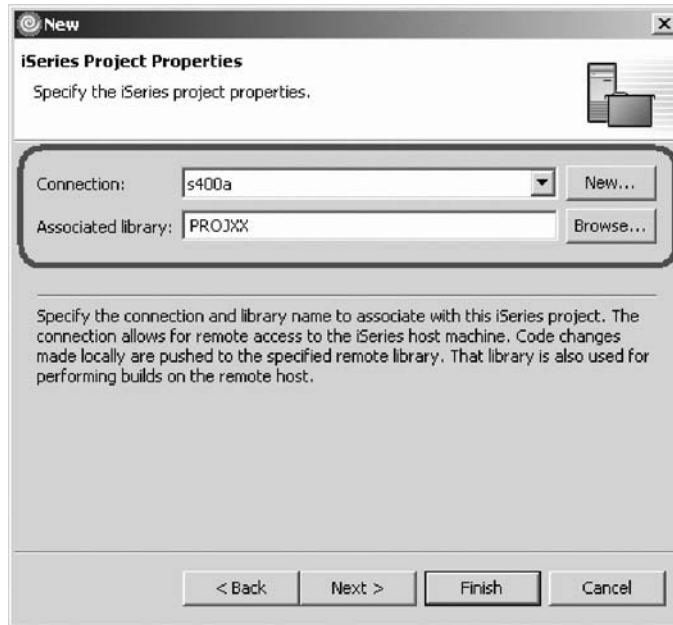 New
iSeries Project Properties
Specify the iSeries project properties.
Connection: s400a New...
Associated library: PROJXX Browse...
Specify the connection and library name to associate with this iSeries project. The
connection allows for remote access to the iSeries host machine. Code changes
made locally are pushed to the specified remote library. That library is also used for
performing builds on the remote host.
< Back Next > Finish Cancel